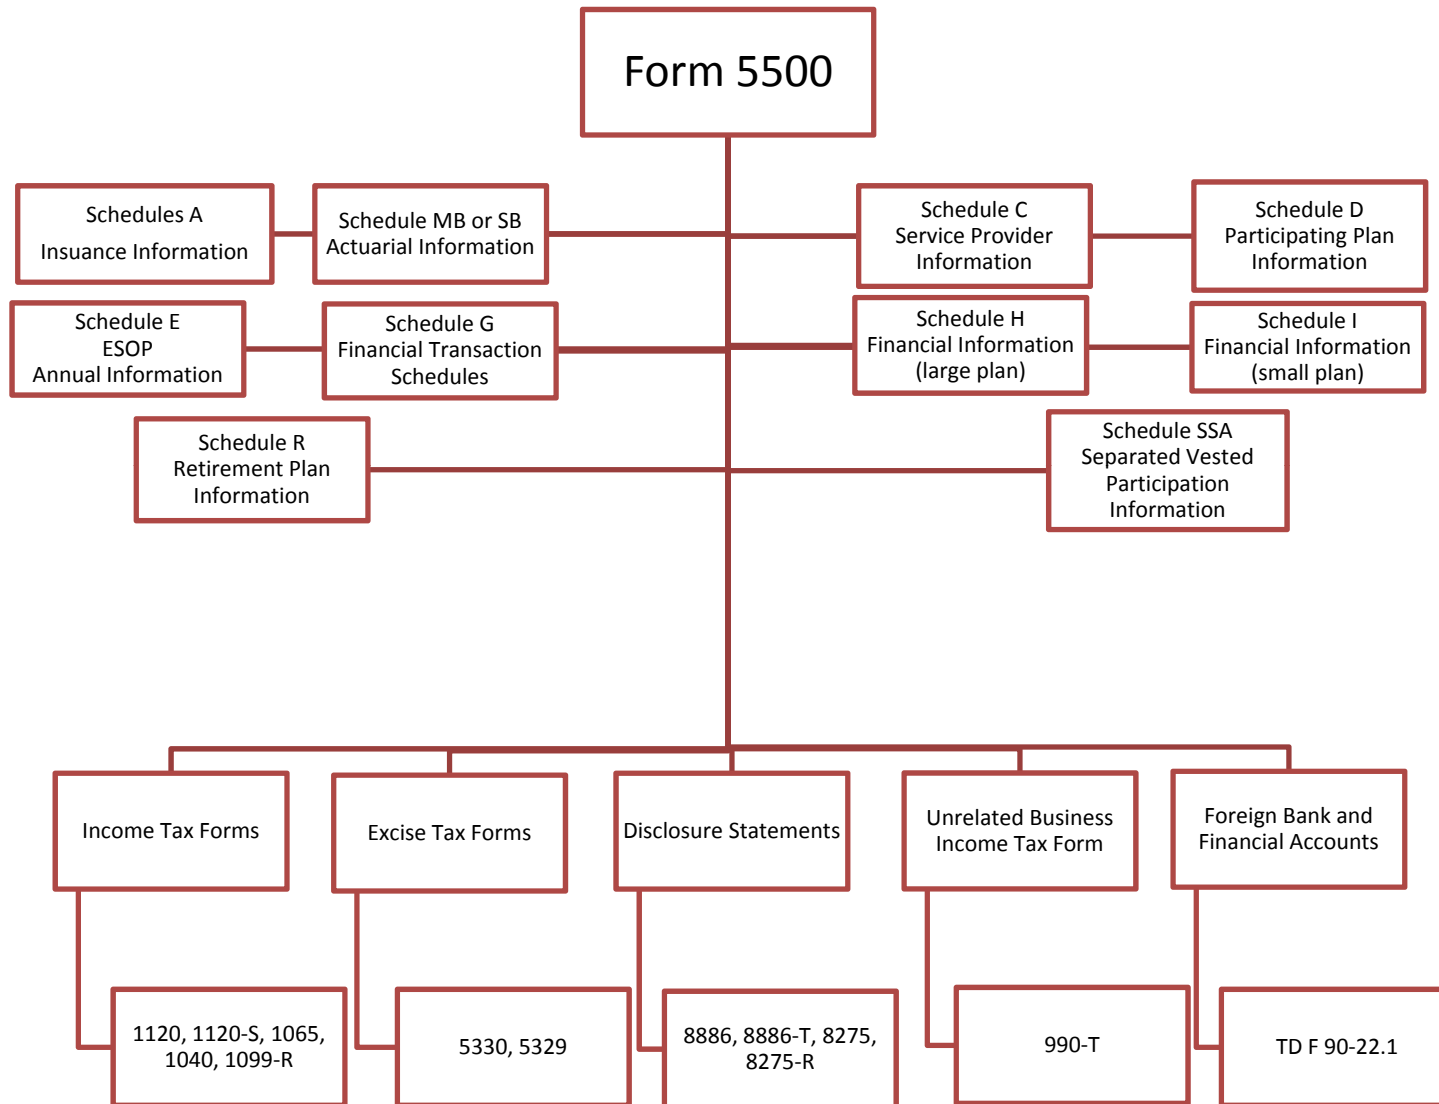 Form 5500
Schedules A
Insuance Information
Schedule MB or SB
Actuarial Information
Schedule C
Service Provider
Information
Schedule D
Participating Plan
Information
Schedule E
ESOP
Annual Information
Schedule G
Financial Transaction
Schedules
Schedule H
Financial Information
(large plan)
Schedule I
Financial Information
(small plan)
Schedule R
Retirement Plan
Information
Schedule SSA
Separated Vested
Participation
Information
Income Tax Forms
Excise Tax Forms
Disclosure Statements
Unrelated Business
Income Tax Form
Foreign Bank and
Financial Accounts
1120, 1120-S, 1065,
1040, 1099-R
5330, 5329
8886, 8886-T, 8275,
8275-R
990-T
TD F 90-22.1